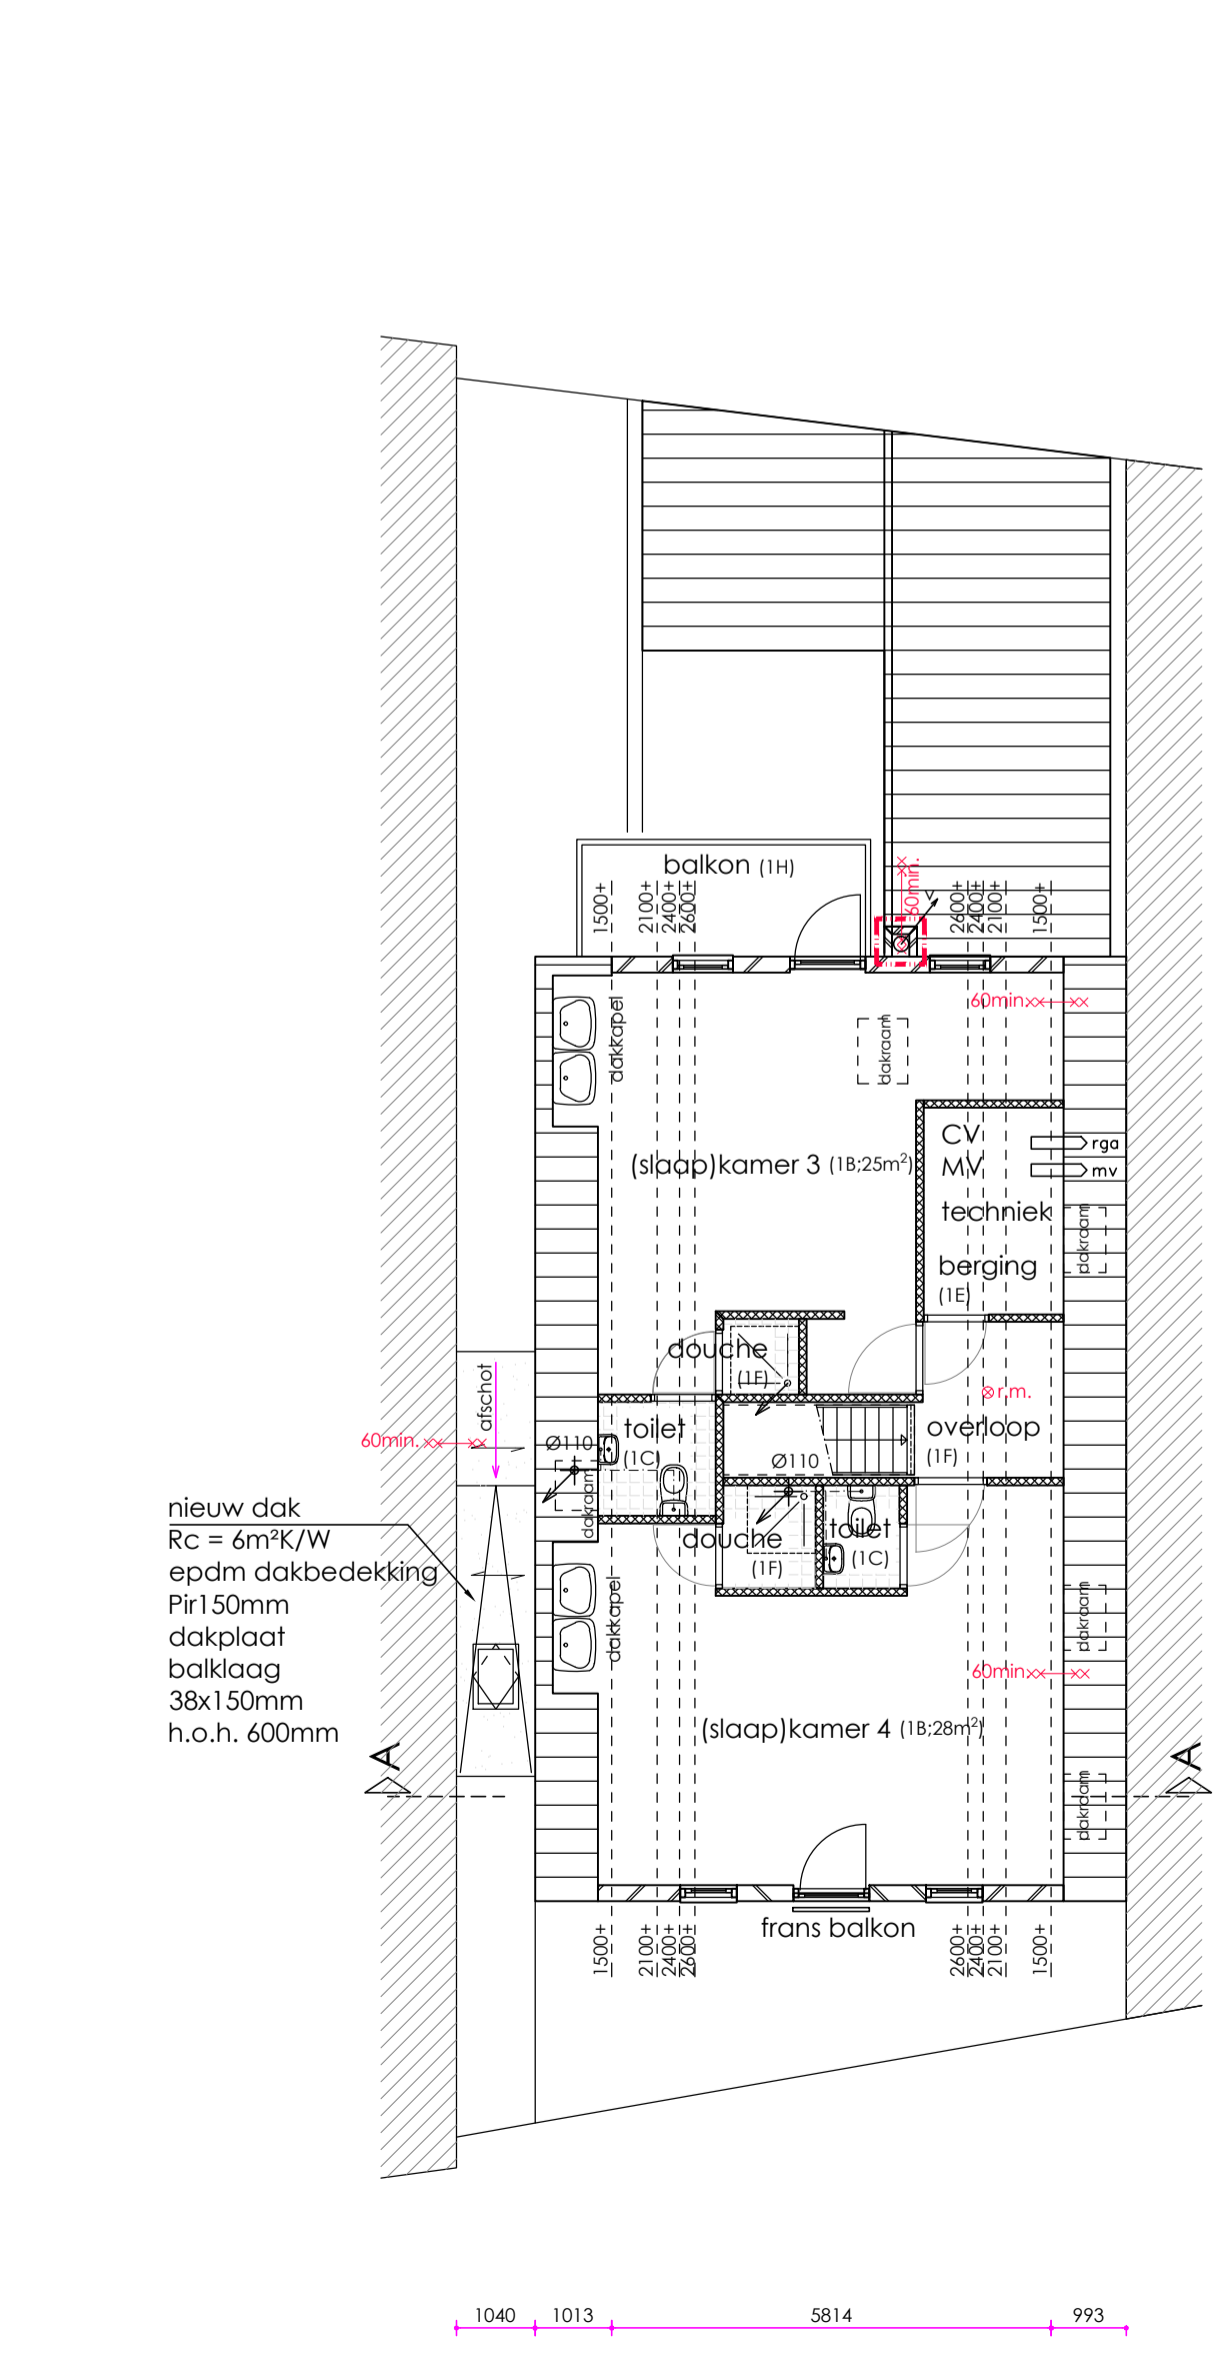 balkon (1H)
1500+
2100+
2400+
2600+
60min.
v
2600+
2400+
2100+
1500+
60min.
dakkapel
dakraam
(slaap)kamer 3 (1B;25m²)
CV
MV
rga
mv
techniek
dakraam
berging
(1E)
douche
(1F)
afschot
r.m.
60min.
toilet
(1C)
Ø110
Ø110
overloop
(1F)
dakraam
nieuw dak
Rc = 6m²K/W
epdm dakbedekking
Pir150mm
dakplaat
balklaag
38x150mm
h.o.h. 600mm
douche
(1F)
toilet
(1C)
dakkapel
dakraam
60min.
(slaap)kamer 4 (1B;28m²)
A
A
dakraam
frans balkon
1500+
2100+
2400+
2600+
2600+
2400+
2100+
1500+
1040
1013
5814
993